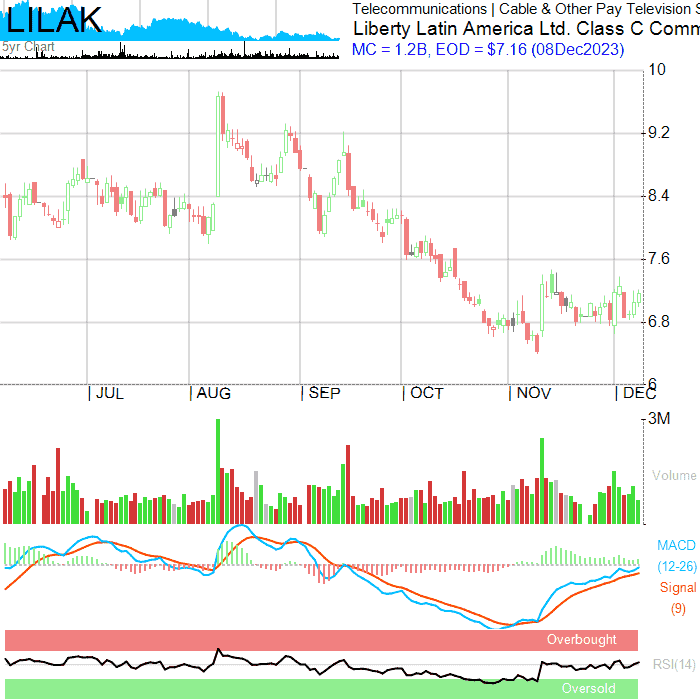 LILAK
5yr Chart
Telecommunications | Cable & Other Pay Television S
Liberty Latin America Ltd. Class C Comm
MC = 1.2B, EOD = $7.16 (08Dec2023)
10
9.2
8.4
7.6
6.8
6
JUL AUG SEP OCT NOV DEC
3M
Volume
MACD
(12-26)
Signal
(9)
Overbought
RSI(14)
Oversold